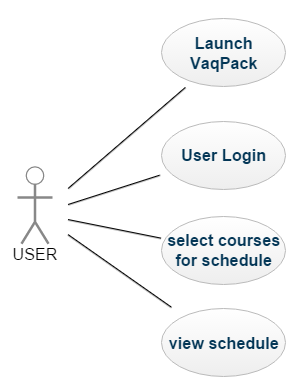 Launch
VaqPack
User Login
USER
select courses
for schedule
view schedule